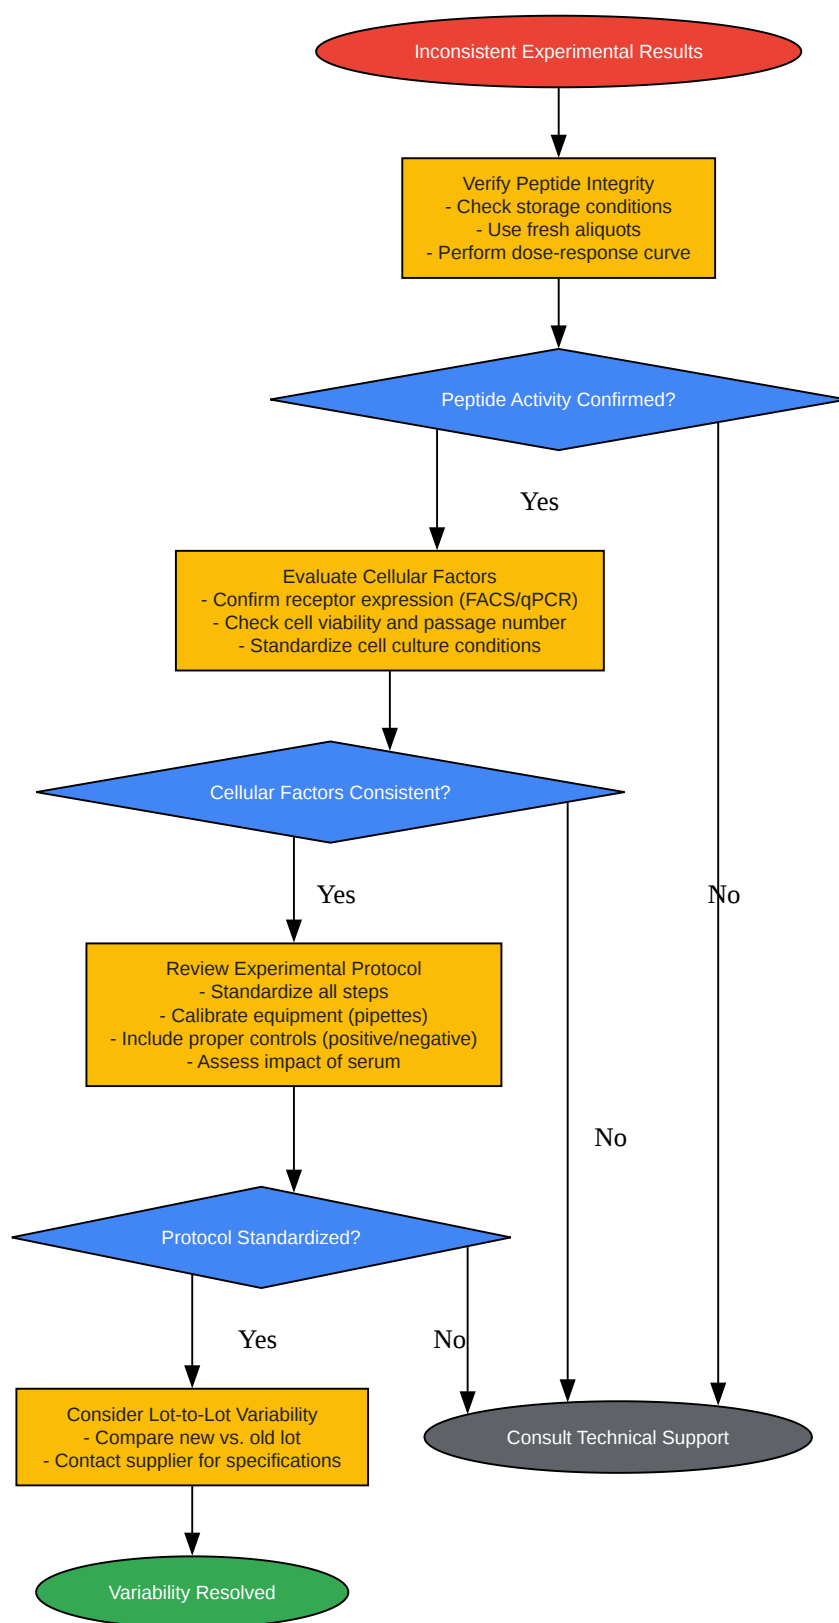 Inconsistent Experimental Results
Verify Peptide Integrity
- Check storage conditions
- Use fresh aliquots
- Perform dose-response curve
Peptide Activity Confirmed?
Yes
Evaluate Cellular Factors
- Confirm receptor expression (FACS/qPCR)
- Check cell viability and passage number
- Standardize cell culture conditions
Cellular Factors Consistent?
Yes
No
Review Experimental Protocol
- Standardize all steps
- Calibrate equipment (pipettes)
- Include proper controls (positive/negative)
- Assess impact of serum
No
Protocol Standardized?
Yes
No
Consider Lot-to-Lot Variability
- Compare new vs. old lot
- Contact supplier for specifications
Consult Technical Support
Variability Resolved